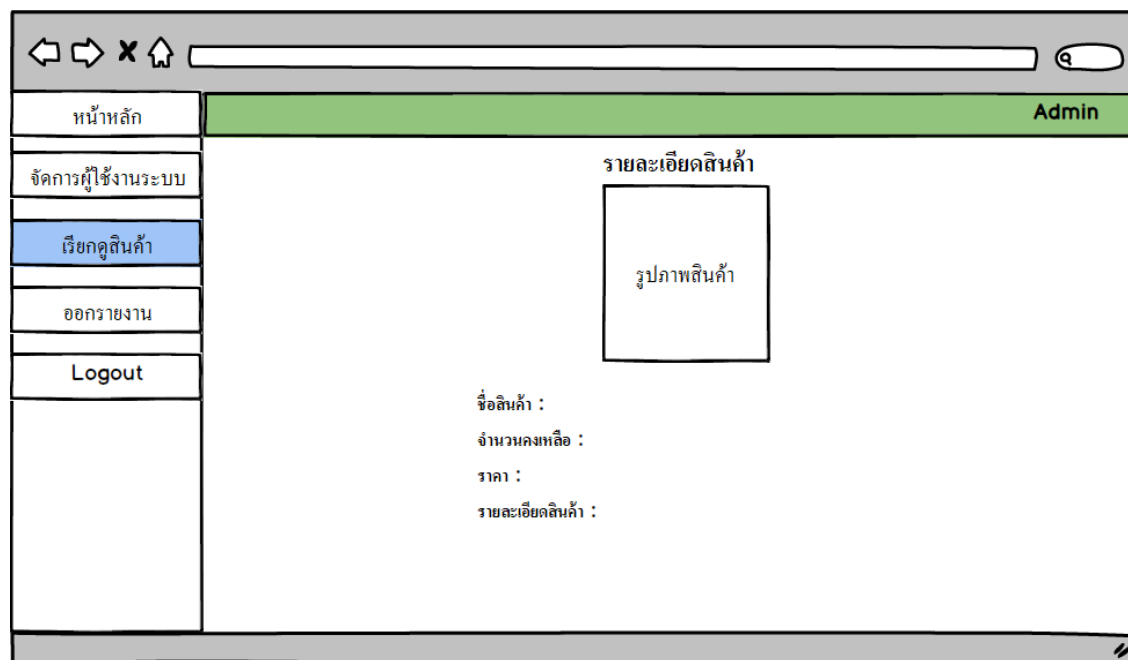 หน้าหลัก
Admin
จัดการผู้ใช้งานระบบ
เรียกดูสินค้า
ออกรายงาน
Logout
รายละเอียดสินค้า
รูปภาพสินค้า
ชื่อสินค้า :
จำนวนคงเหลือ :
ราคา :
รายละเอียดสินค้า :